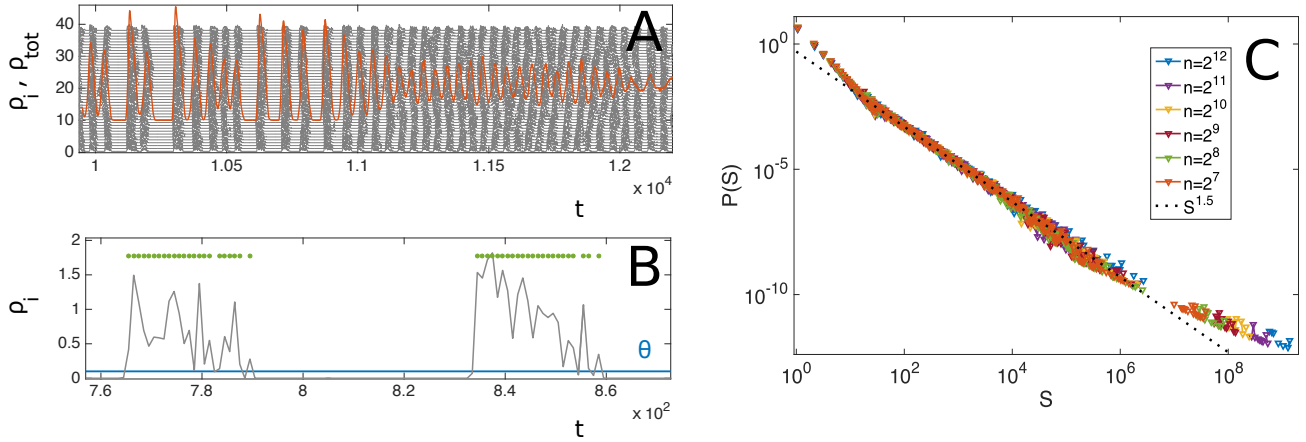 A
ρi , ρtot
40
30
20
10
0
1
1.05
1.1
1.15
1.2
x 10^4
t
B
ρi
2
1.5
1
0.5
0
θ
7.6
7.8
8
8.2
8.4
8.6
x 10^2
t
C
P(S)
10^0
10^-5
10^-10
n=2^12
n=2^11
n=2^10
n=2^9
n=2^8
n=2^7
S^1.5
10^0
10^2
10^4
10^6
10^8
S